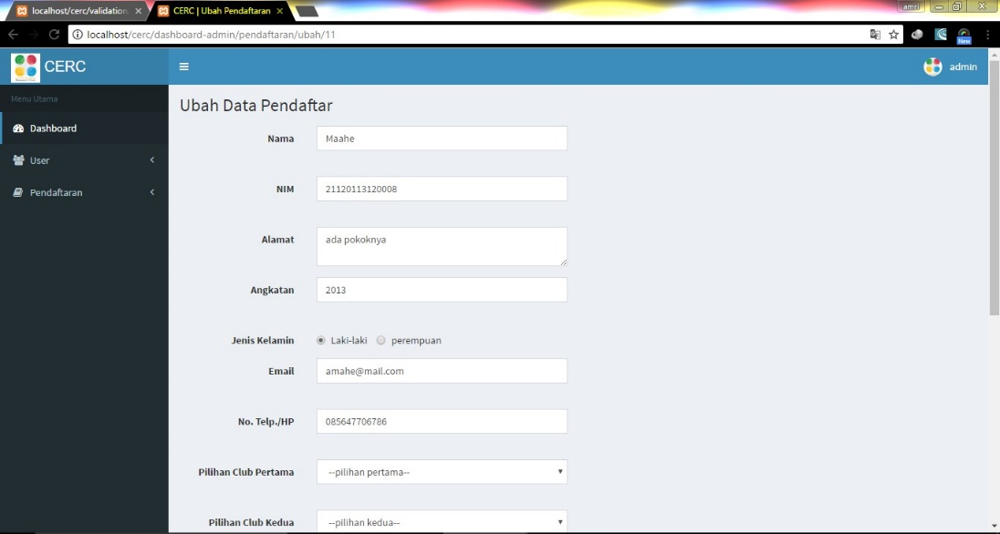 localhost/cerc/validation
CERC | Ubah Pendaftaran
amri
localhost/cerc/dashboard-admin/pendaftaran/ubah/11
New
CERC
admin
Menu Utama
Dashboard
User
Pendaftaran
Ubah Data Pendaftar
Nama
Maahe
NIM
21120113120008
Alamat
ada pokoknya
Angkatan
2013
Jenis Kelamin
Laki-laki
perempuan
Email
amahe@mail.com
No. Telp./HP
085647706786
Pilihan Club Pertama
--pilihan pertama--
Pilihan Club Kedua
--pilihan kedua--